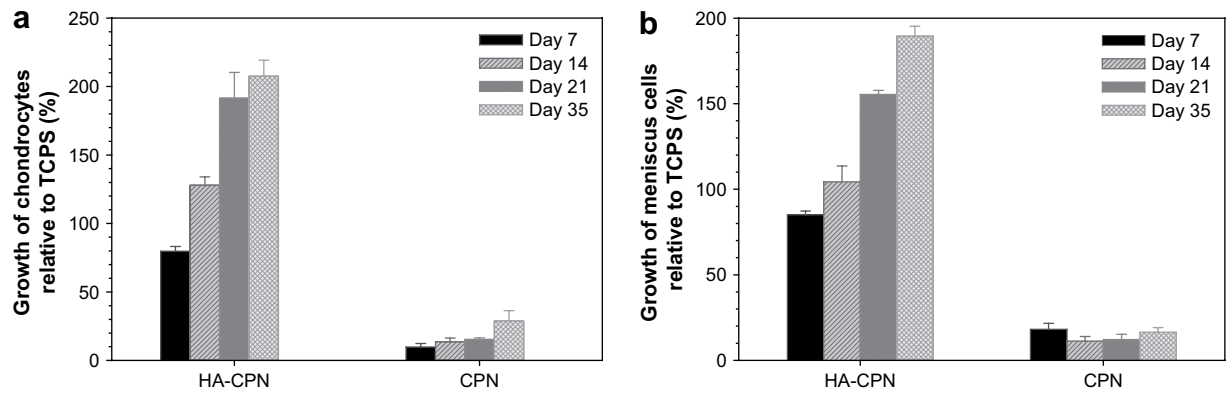 a
Growth of chondrocytes
relative to TCPS (%)
250
200
150
100
50
0
Day 7
Day 14
Day 21
Day 35
HA-CPN
CPN
b
Growth of meniscus cells
relative to TCPS (%)
200
150
100
50
0
Day 7
Day 14
Day 21
Day 35
HA-CPN
CPN